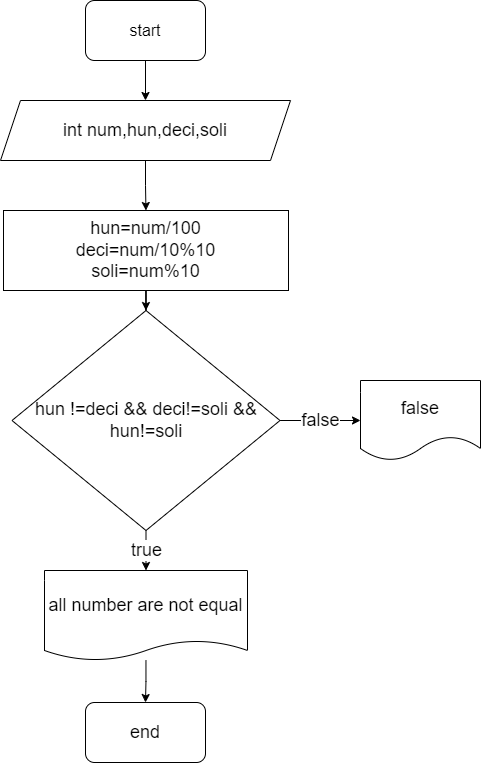 start
int num,hun,deci,soli
hun=num/100
deci=num/10%10
soli=num%10
hun !=deci && deci!=soli &&
hun!=soli
false
false
true
all number are not equal
end